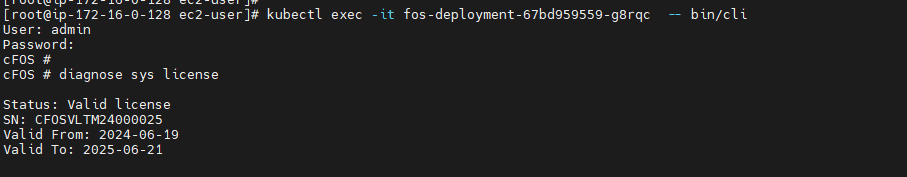 [root@ip-172-16-0-128 ec2-user]#
[root@ip-172-16-0-128 ec2-user]# kubectl exec -it fos-deployment-67bd959559-g8rqc  -- bin/cli
User: admin
Password:
cFOS #
cFOS # diagnose sys license
Status: Valid license
SN: CFOSVLTM24000025
Valid From: 2024-06-19
Valid To: 2025-06-21